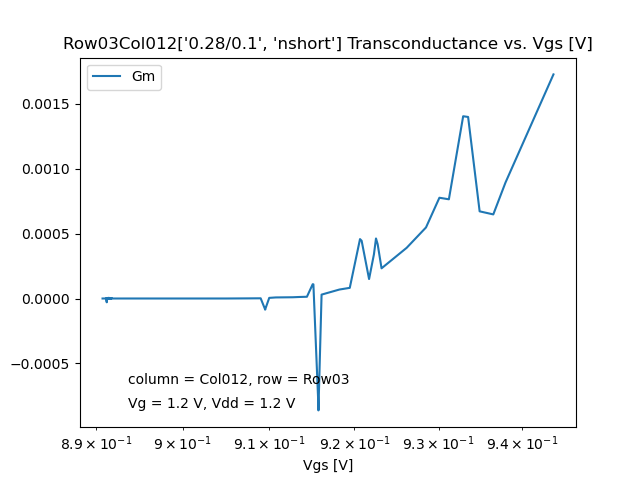 Row03Col012['0.28/0.1', 'nshort'] Transconductance vs. Vgs [V]
Gm
0.0015
0.0010
0.0005
0.0000
−0.0005
column = Col012, row = Row03
Vg = 1.2 V, Vdd = 1.2 V
8.9 × 10⁻¹ 9 × 10⁻¹ 9.1 × 10⁻¹ 9.2 × 10⁻¹ 9.3 × 10⁻¹ 9.4 × 10⁻¹
Vgs [V]